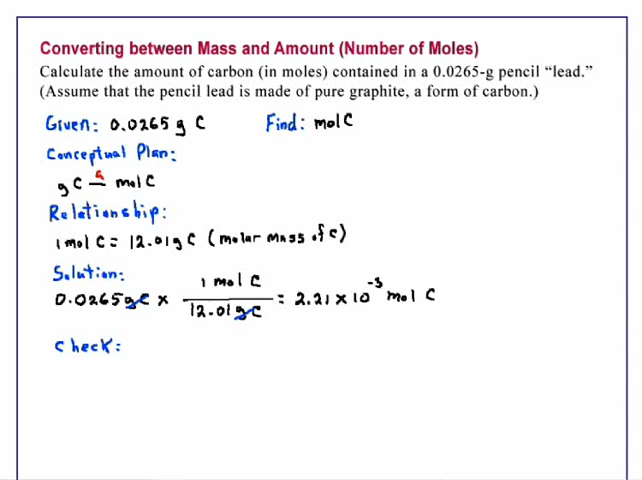 Converting between Mass and Amount (Number of Moles)
Calculate the amount of carbon (in moles) contained in a 0.0265-g pencil “lead.”
(Assume that the pencil lead is made of pure graphite, a form of carbon.)
Given: 0.0265 g C Find: mol C
Conceptual Plan:
g C → mol C
Relationship:
1 mol C = 12.01 g C (molar mass of C)
Solution:
0.0265 g C × 1 mol C / 12.01 g C = 2.21 × 10⁻³ mol C
Check: